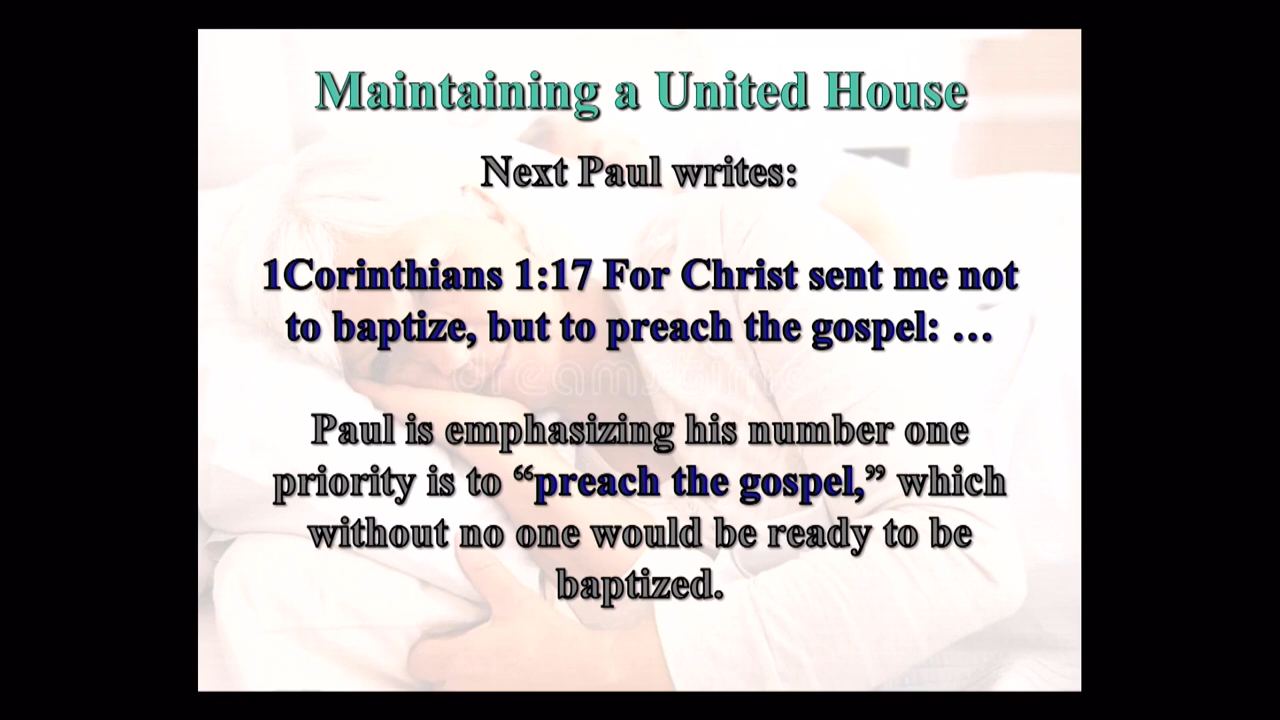 Maintaining a United House
Next Paul writes:
1Corinthians 1:17 For Christ sent me not
to baptize, but to preach the gospel: …
dreamstime
Paul is emphasizing his number one
priority is to “preach the gospel,” which
without no one would be ready to be
baptized.